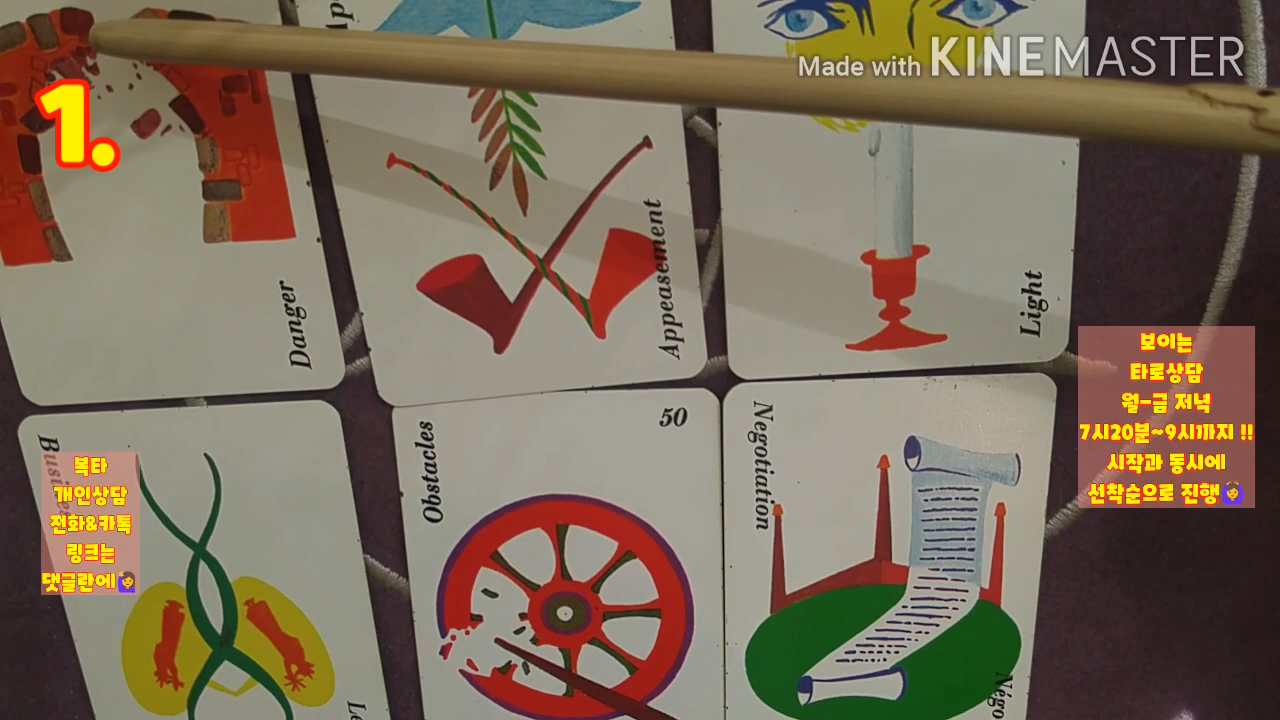 Made with KINEMASTER
1.
Danger
Appeasement
Light
Obstacles
50
Negotiation
보이는
타로상담
월-금 저녁
7시20분~9시까지 !!
시작과 동시에
선착순으로 진행🙆‍♀️
복타
개인상담
전화&카톡
링크는
댓글란에🙆‍♀️